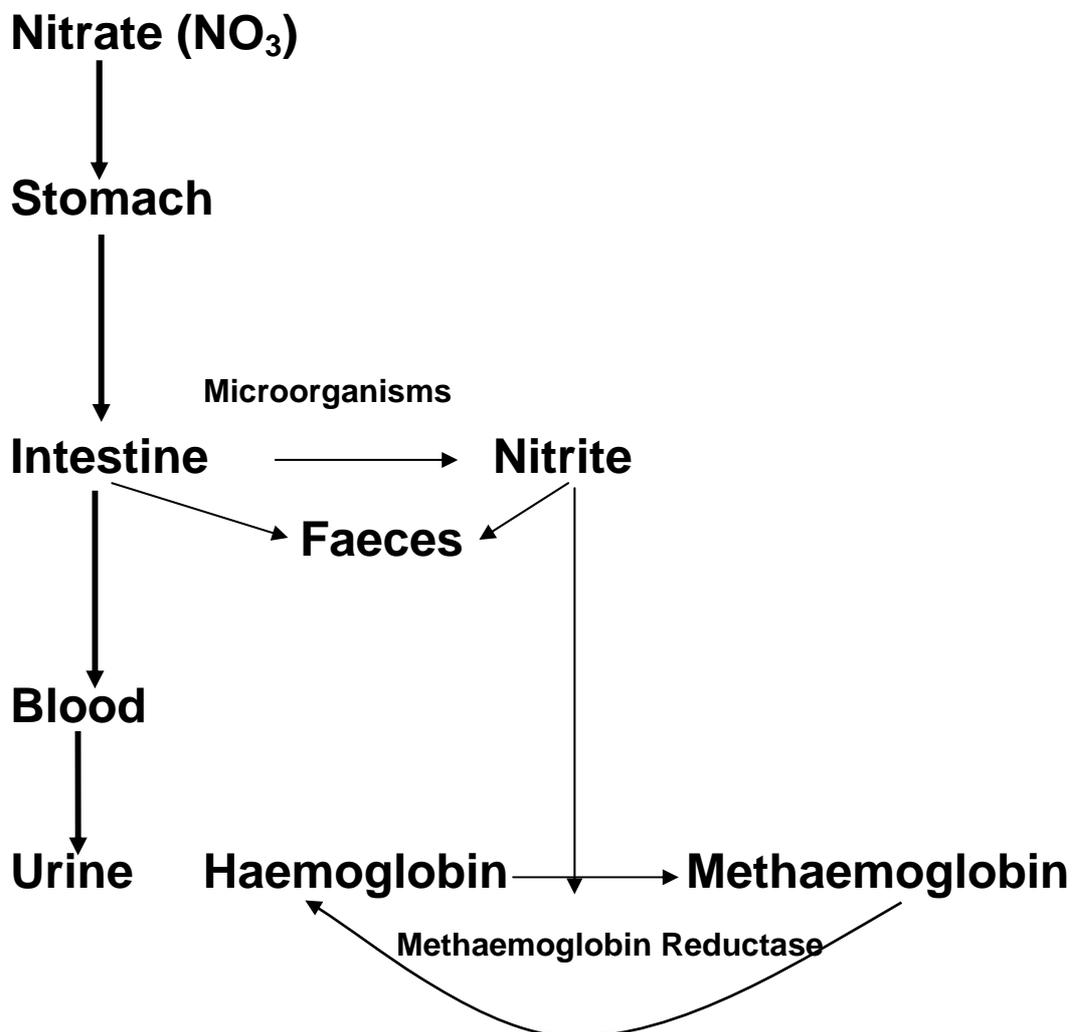 Nitrate (NO₃)
Stomach
Microorganisms
Intestine Nitrite
Faeces
Blood
Urine Haemoglobin Methaemoglobin
Methaemoglobin Reductase